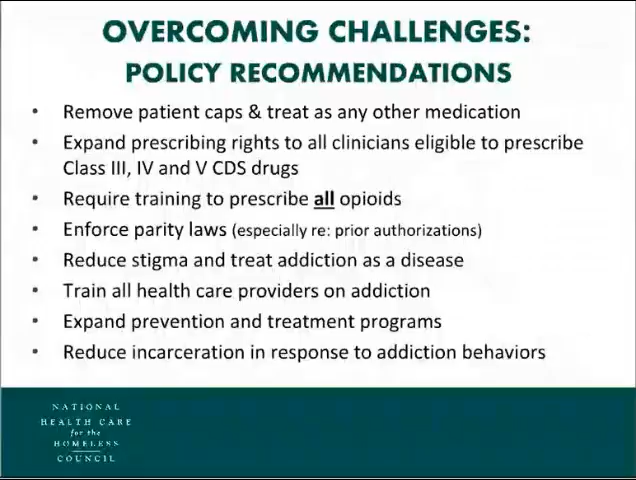 OVERCOMING CHALLENGES:
POLICY RECOMMENDATIONS
• Remove patient caps & treat as any other medication
• Expand prescribing rights to all clinicians eligible to prescribe
Class III, IV and V CDS drugs
• Require training to prescribe all opioids
• Enforce parity laws (especially re: prior authorizations)
• Reduce stigma and treat addiction as a disease
• Train all health care providers on addiction
• Expand prevention and treatment programs
• Reduce incarceration in response to addiction behaviors
NATIONAL
HEALTH CARE
for the
HOMELESS
COUNCIL